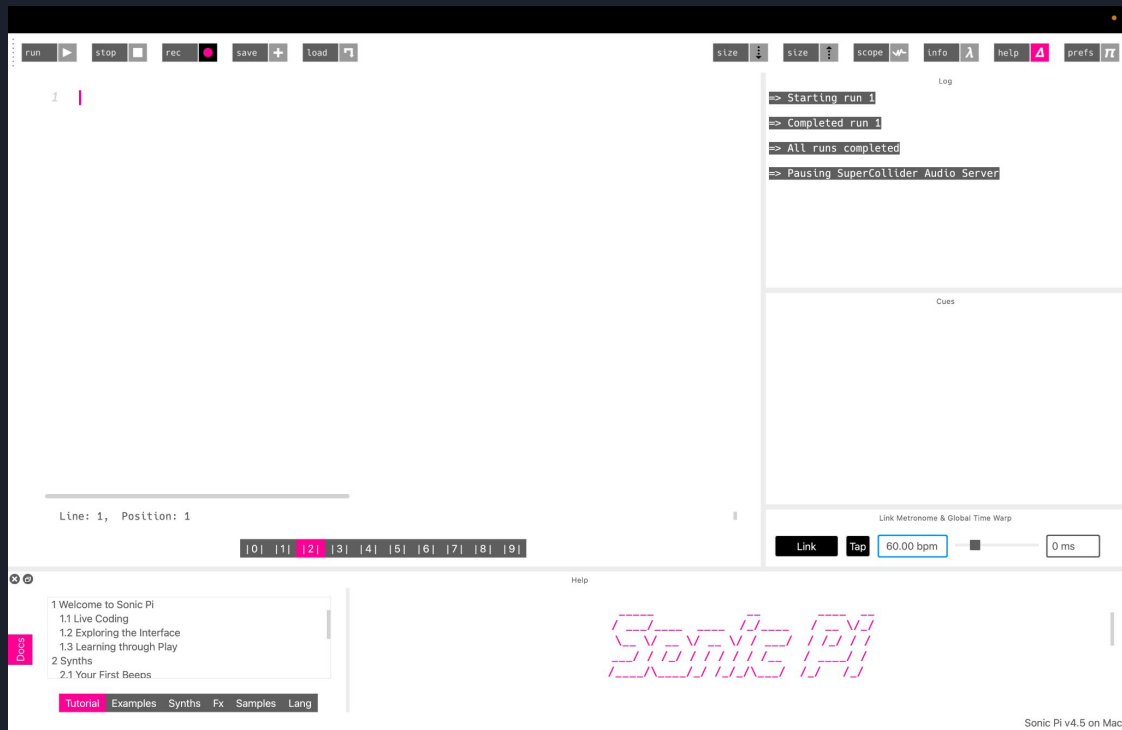 run stop rec save load size size scope info help prefs
Log
=> Starting run 1
=> Completed run 1
=> All runs completed
=> Pausing SuperCollider Audio Server
1
Cues
Line: 1, Position: 1
|0| |1| |2| |3| |4| |5| |6| |7| |8| |9|
Link Metronome & Global Time Warp
Link Tap 60.00 bpm 0 ms
Help
Docs
1 Welcome to Sonic Pi
1.1 Live Coding
1.2 Exploring the Interface
1.3 Learning through Play
2 Synths
2.1 Your First Beeps
Tutorial Examples Synths Fx Samples Lang
Sonic Pi
Sonic Pi v4.5 on Mac